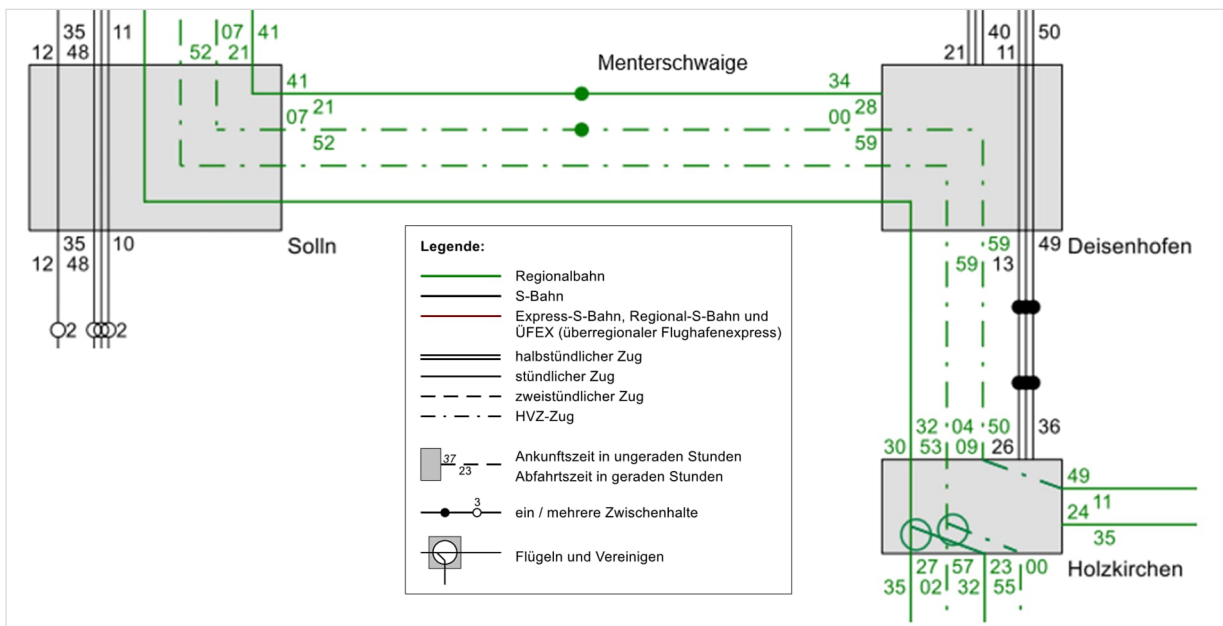 35 11 07 41
12 48 52 21
Menterschwaige
40 50
21 11
41 34
21 28
07 00
52 59
35 10
12 48
Solln
59 49
59 13
Deisenhofen
2 2
Legende:
Regionalbahn
S-Bahn
Express-S-Bahn, Regional-S-Bahn und
ÜFEX (überregionaler Flughafenexpress)
halbstündlicher Zug
stündlicher Zug
zweistündlicher Zug
HVZ-Zug
37
23
Ankunftszeit in ungeraden Stunden
Abfahrtszeit in geraden Stunden
3
ein / mehrere Zwischenhalte
Flügeln und Vereinigen
32 04 50 36
30 53 09 26
49
11
24
35
Holzkirchen
27 57 23 00
35 02 32 55